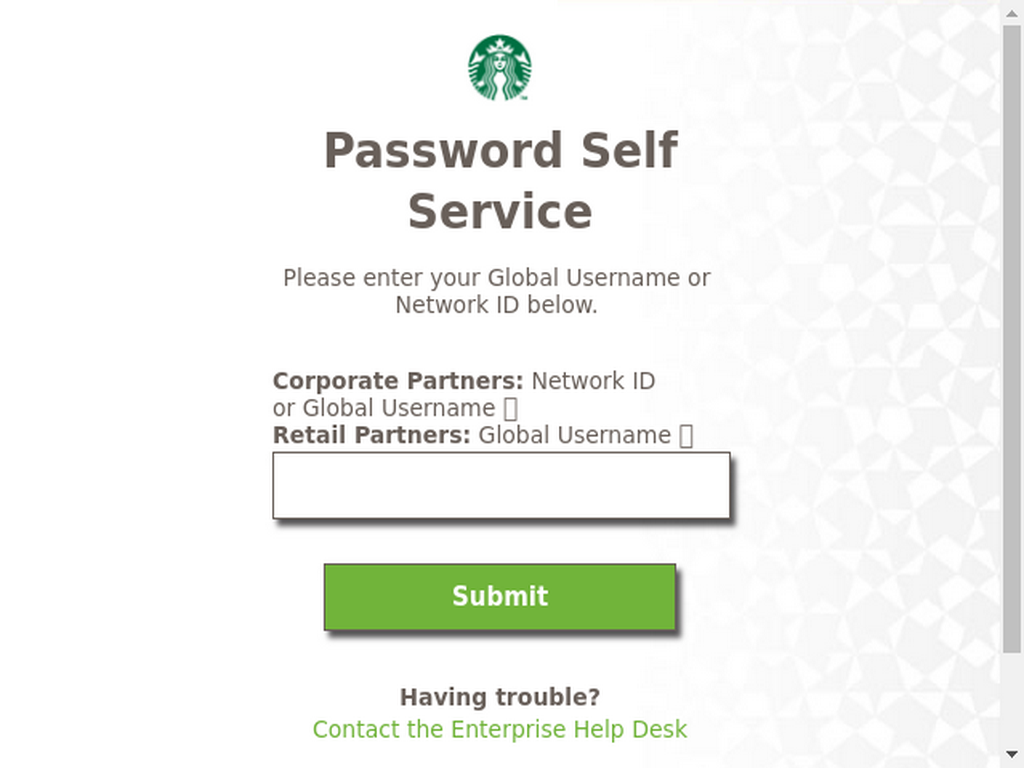 Password Self
Service
Please enter your Global Username or
Network ID below.
Corporate Partners: Network ID
or Global Username
Retail Partners: Global Username
Submit
Having trouble?
Contact the Enterprise Help Desk